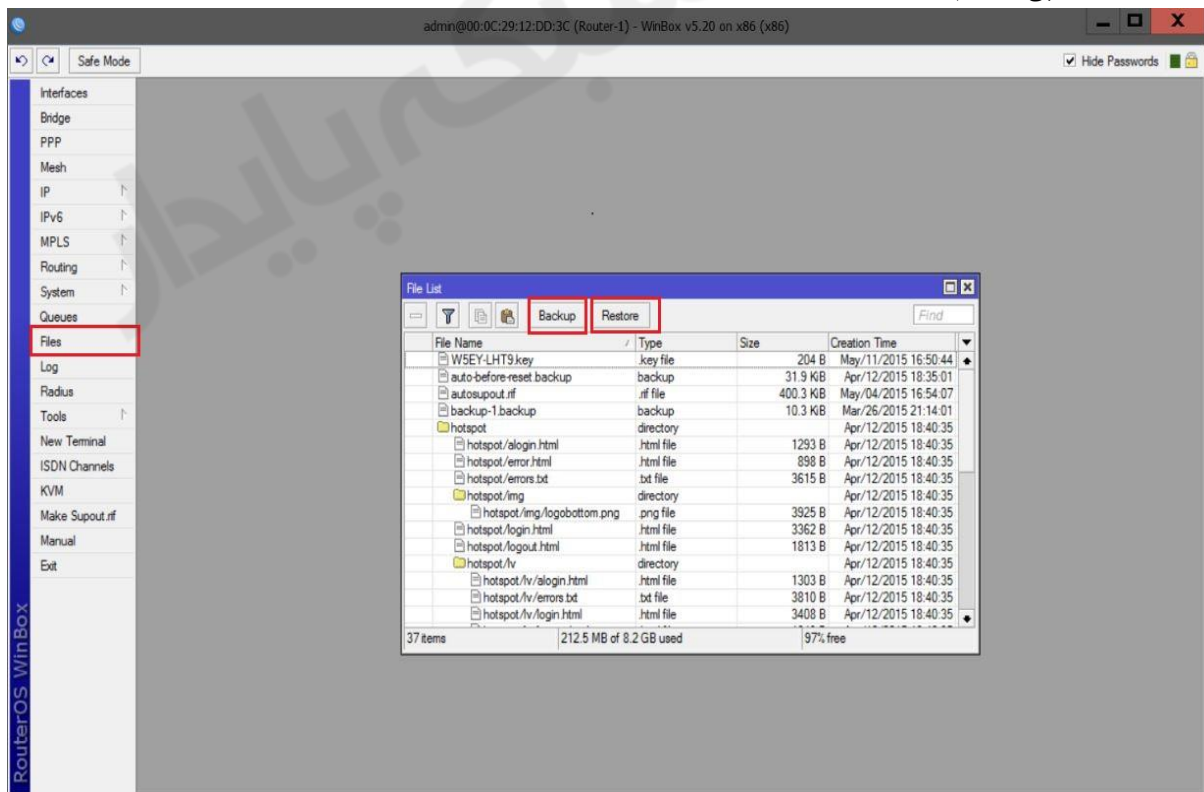 admin@00:0C:29:12:DD:3C (Router-1) - WinBox v5.20 on x86 (x86)
Safe Mode
Hide Passwords
Interfaces
Bridge
PPP
Mesh
IP
IPv6
MPLS
Routing
System
Queues
Files
Log
Radius
Tools
New Terminal
ISDN Channels
KVM
Make Supout.rif
Manual
Exit
RouterOS WinBox
File List
Backup Restore Find
File Name Type Size Creation Time
W5EY-LHT9.key .key file 204 B May/11/2015 16:50:44
auto-before-reset.backup backup 31.9 KiB Apr/12/2015 18:35:01
autosupout.rif .rif file 400.3 KiB May/04/2015 16:54:07
backup-1.backup backup 10.3 KiB Mar/26/2015 21:14:01
hotspot directory Apr/12/2015 18:40:35
hotspot/alogin.html .html file 1293 B Apr/12/2015 18:40:35
hotspot/error.html .html file 898 B Apr/12/2015 18:40:35
hotspot/errors.txt .txt file 3615 B Apr/12/2015 18:40:35
hotspot/img directory Apr/12/2015 18:40:35
hotspot/img/logobottom.png .png file 3925 B Apr/12/2015 18:40:35
hotspot/login.html .html file 3362 B Apr/12/2015 18:40:35
hotspot/logout.html .html file 1813 B Apr/12/2015 18:40:35
hotspot/lv directory Apr/12/2015 18:40:35
hotspot/lv/alogin.html .html file 1303 B Apr/12/2015 18:40:35
hotspot/lv/errors.txt .txt file 3810 B Apr/12/2015 18:40:35
hotspot/lv/login.html .html file 3408 B Apr/12/2015 18:40:35
37 items 212.5 MB of 8.2 GB used 97% free
پایدار